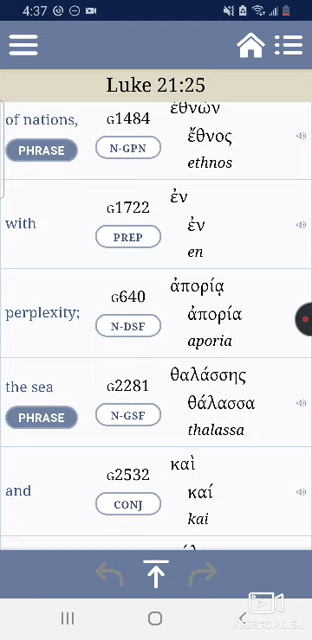 4:37
Luke 21:25
of nations,
PHRASE
G1484
N-GPN
ἐθνῶν
ἔθνος
ethnos
with
G1722
PREP
ἐν
ἐν
en
perplexity;
G640
N-DSF
ἀπορίᾳ
ἀπορία
aporia
the sea
PHRASE
G2281
N-GSF
θαλάσσης
θάλασσα
thalassa
and
G2532
CONJ
καὶ
καί
kai
RECORDER